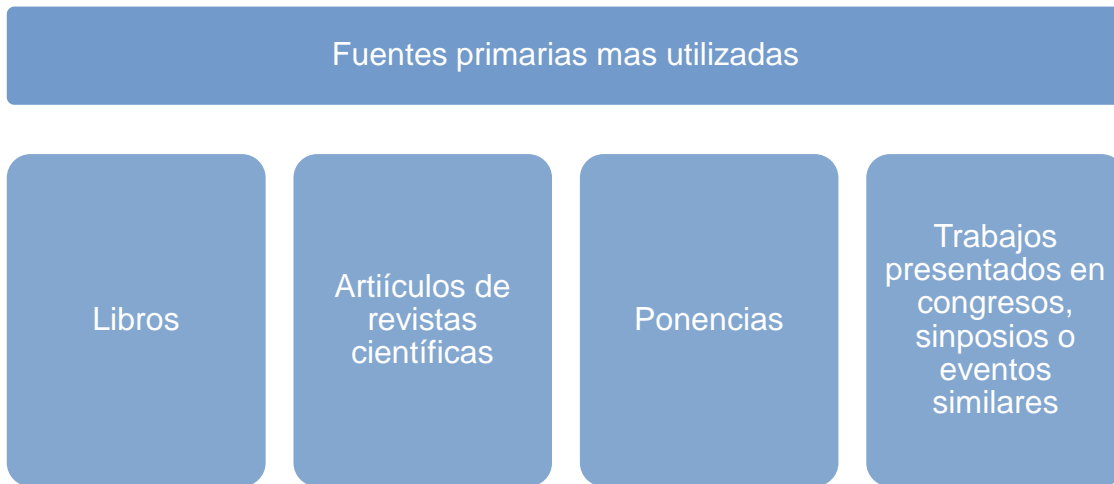 Fuentes primarias mas utilizadas
Libros
Artiículos de
revistas
científicas
Ponencias
Trabajos
presentados en
congresos,
sinposios o
eventos
similares